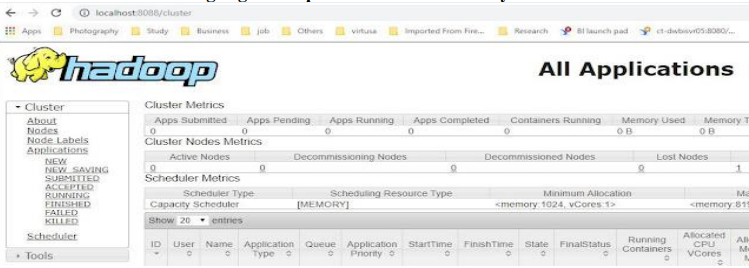 localhost:8088/cluster
Apps Photography Study Business job Others virtusa Imported From Fire... Research BI launch pad ct-dwbisvr05:8080/...
hadoop
All Applications
Cluster
About
Nodes
Node Labels
Applications
NEW
NEW_SAVING
SUBMITTED
ACCEPTED
RUNNING
FINISHED
FAILED
KILLED
Scheduler
Tools
Cluster Metrics
Apps Submitted Apps Pending Apps Running Apps Completed Containers Running Memory Used Memory T
0 0 0 0 0 0 B 0 B
Cluster Nodes Metrics
Active Nodes Decommissioning Nodes Decommissioned Nodes Lost Nodes
0 0 0 0 1
Scheduler Metrics
Scheduler Type Scheduling Resource Type Minimum Allocation Ma
Capacity Scheduler [MEMORY] <memory:1024, vCores:1> <memory:819
Show 20 entries
ID User Name Application Type Queue Application Priority StartTime FinishTime State FinalStatus Running Containers Allocated CPU VCores